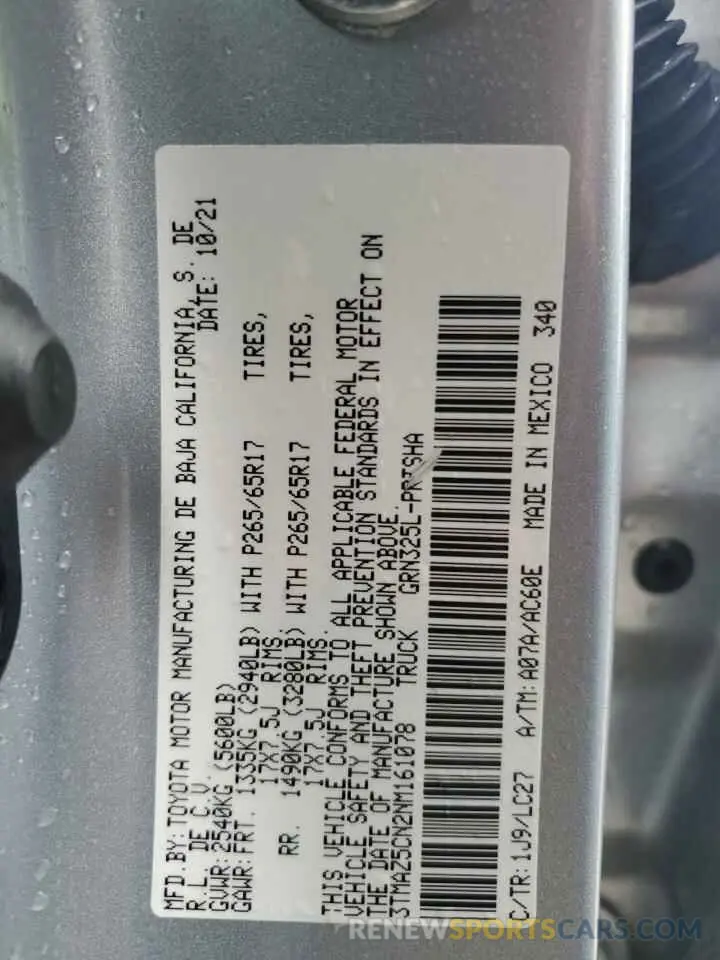 MFD.BY:TOYOTA MOTOR MANUFACTURING DE BAJA CALIFORNIA, S. DE
R.L. DE C.V. DATE: 10/21
GVWR:2540KG (5600LB)
GAWR:FRT. 1335KG (2940LB) WITH P265/65R17 TIRES,
17X7.5J RIMS.
RR. 1490KG (3280LB) WITH P265/65R17 TIRES,
17X7.5J RIMS.
THIS VEHICLE CONFORMS TO ALL APPLICABLE FEDERAL MOTOR
VEHICLE SAFETY AND THEFT PREVENTION STANDARDS IN EFFECT ON
THE DATE OF MANUFACTURE SHOWN ABOVE.
3TMAZ5CN2NM161078 TRUCK GRN325L-PRTSHA
C/TR:1J9/LC27 A/TM:A07A/AC60E MADE IN MEXICO 340
RENEWSPORTSCARS.COM